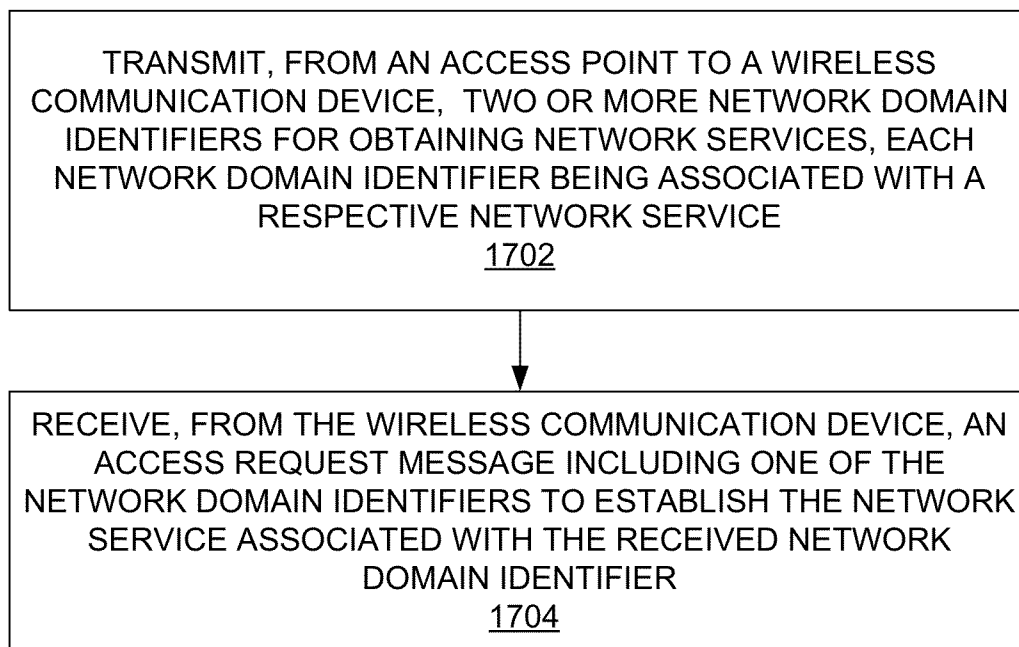 TRANSMIT, FROM AN ACCESS POINT TO A WIRELESS
COMMUNICATION DEVICE, TWO OR MORE NETWORK DOMAIN
IDENTIFIERS FOR OBTAINING NETWORK SERVICES, EACH
NETWORK DOMAIN IDENTIFIER BEING ASSOCIATED WITH A
RESPECTIVE NETWORK SERVICE
1702
RECEIVE, FROM THE WIRELESS COMMUNICATION DEVICE, AN
ACCESS REQUEST MESSAGE INCLUDING ONE OF THE
NETWORK DOMAIN IDENTIFIERS TO ESTABLISH THE NETWORK
SERVICE ASSOCIATED WITH THE RECEIVED NETWORK
DOMAIN IDENTIFIER
1704